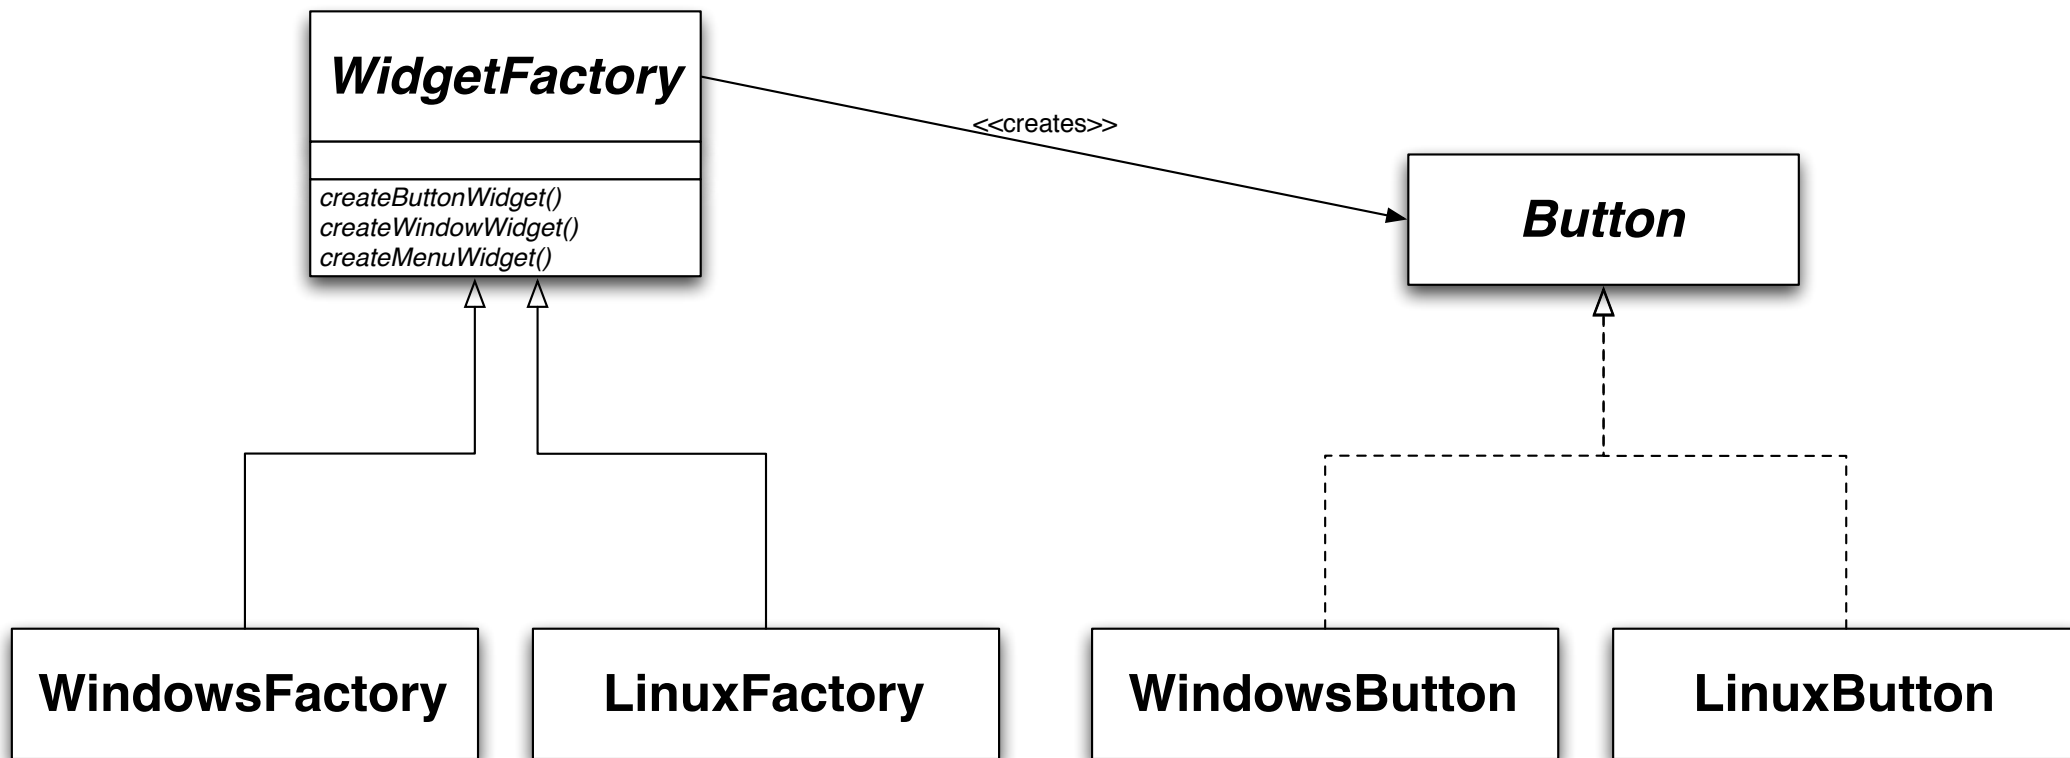 WidgetFactory
createButtonWidget()
createWindowWidget()
createMenuWidget()
<<creates>>
Button
WindowsFactory
LinuxFactory
WindowsButton
LinuxButton